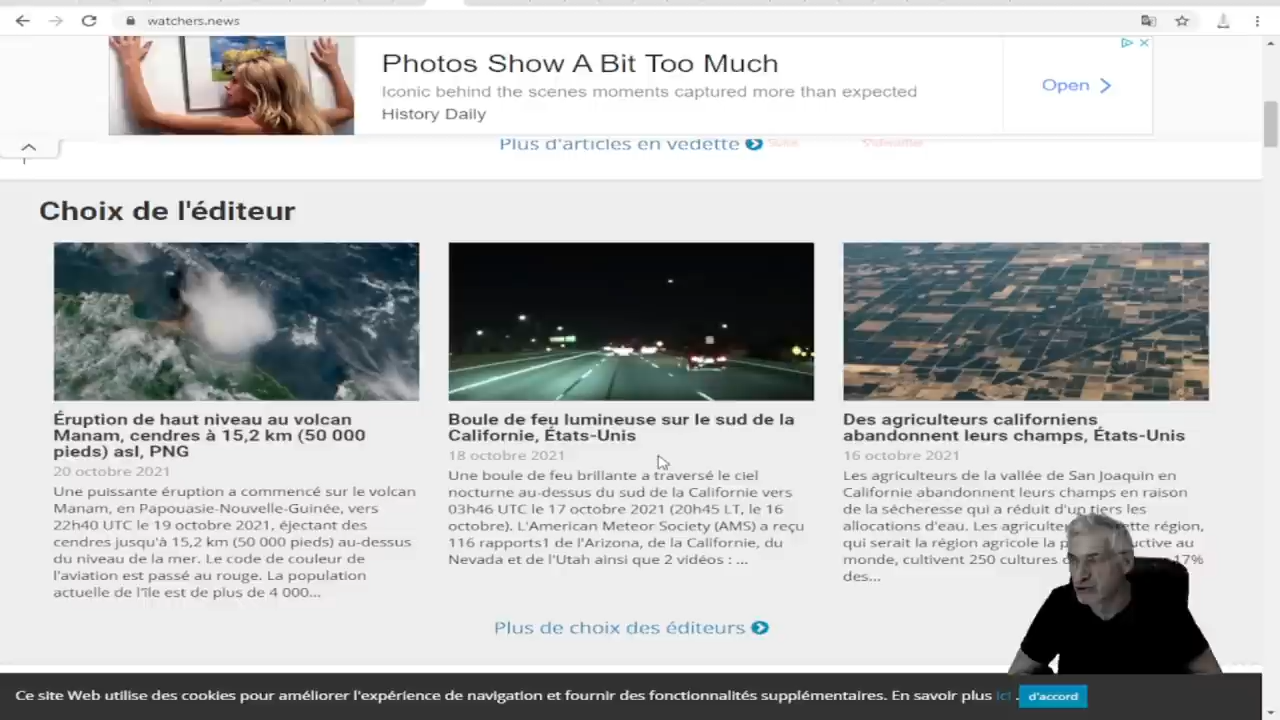 watchers.news
Photos Show A Bit Too Much
Iconic behind the scenes moments captured more than expected
History Daily
Open
Plus d'articles en vedette
Choix de l'éditeur
Éruption de haut niveau au volcan
Manam, cendres à 15,2 km (50 000
pieds) asl, PNG
20 octobre 2021
Une puissante éruption a commencé sur le volcan
Manam, en Papouasie-Nouvelle-Guinée, vers
22h40 UTC le 19 octobre 2021, éjectant des
cendres jusqu'à 15,2 km (50 000 pieds) au-dessus
du niveau de la mer. Le code de couleur de
l'aviation est passé au rouge. La population
actuelle de l'île est de plus de 4 000...
Boule de feu lumineuse sur le sud de la
Californie, États-Unis
18 octobre 2021
Une boule de feu brillante a traversé le ciel
nocturne au-dessus du sud de la Californie vers
03h46 UTC le 17 octobre 2021 (20h45 LT, le 16
octobre). L'American Meteor Society (AMS) a reçu
116 rapports1 de l'Arizona, de la Californie, du
Nevada et de l'Utah ainsi que 2 vidéos : ...
Des agriculteurs californiens
abandonnent leurs champs, États-Unis
16 octobre 2021
Les agriculteurs de la vallée de San Joaquin en
Californie abandonnent leurs champs en raison
de la sécheresse qui a réduit d'un tiers les
allocations d'eau. Les
région,
qui serait la région agricole la
au
monde, cultivent 250 cultures
17%
des...
Plus de choix des éditeurs
Ce site Web utilise des cookies pour améliorer l'expérience de navigation et fournir des fonctionnalités supplémentaires. En savoir plus ici . d'accord